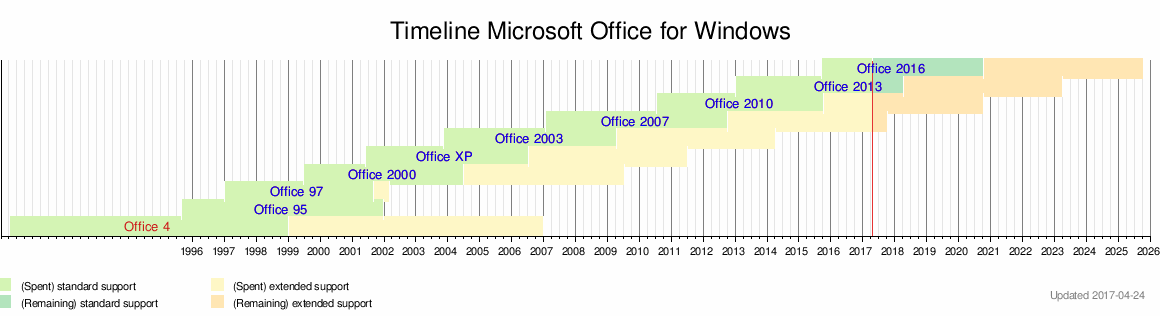 Timeline Microsoft Office for Windows
Office 2016
Office 2013
Office 2010
Office 2007
Office 2003
Office XP
Office 2000
Office 97
Office 95
Office 4
1996 1997 1998 1999 2000 2001 2002 2003 2004 2005 2006 2007 2008 2009 2010 2011 2012 2013 2014 2015 2016 2017 2018 2019 2020 2021 2022 2023 2024 2025 2026
(Spent) standard support (Spent) extended support
(Remaining) standard support (Remaining) extended support
Updated 2017-04-24